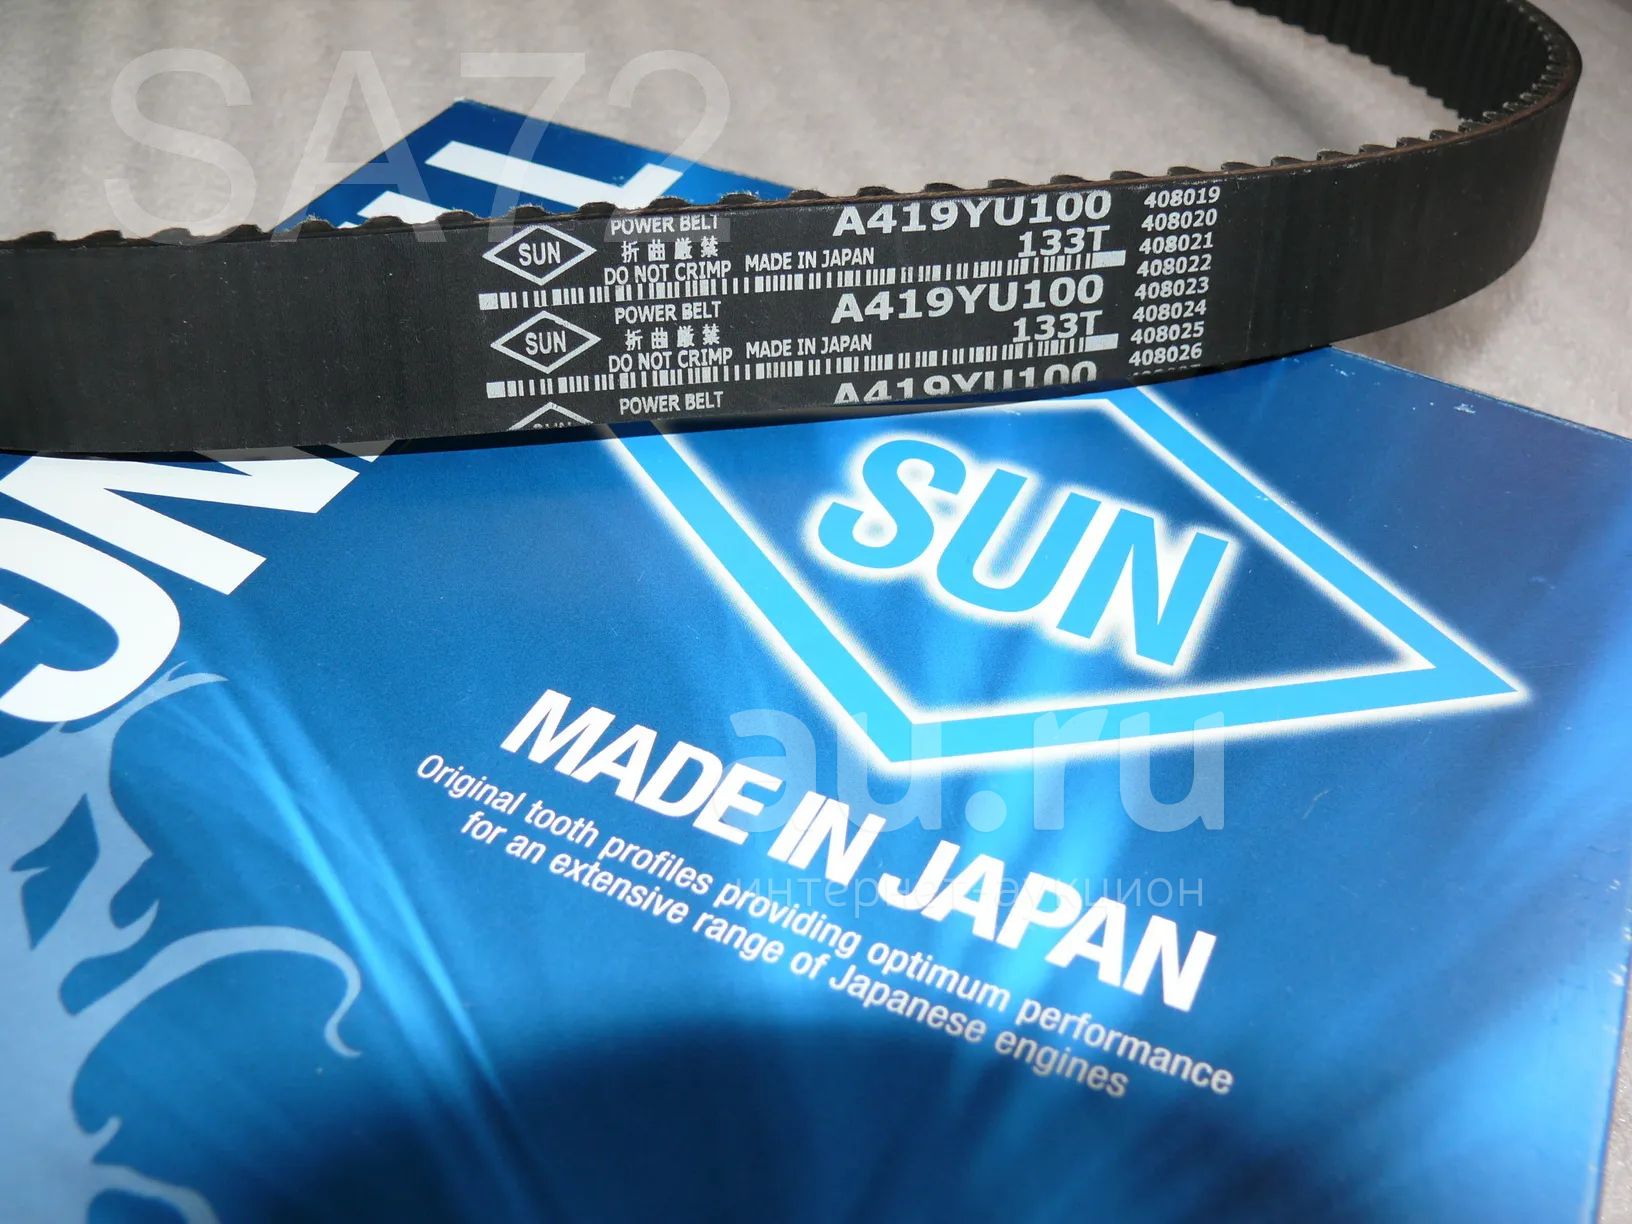 SA72
POWER BELT
SUN
折曲厳禁
DO NOT CRIMP MADE IN JAPAN
A419YU100
133T
408019
408020
408021
408022
408023
408024
408025
408026
POWER BELT
SUN
折曲厳禁
DO NOT CRIMP MADE IN JAPAN
A419YU100
133T
POWER BELT
SUN
A419YU100
SUN
MADE IN JAPAN
Original tooth profiles providing optimum performance
for an extensive range of Japanese engines
au.ru
интернет-аукцион